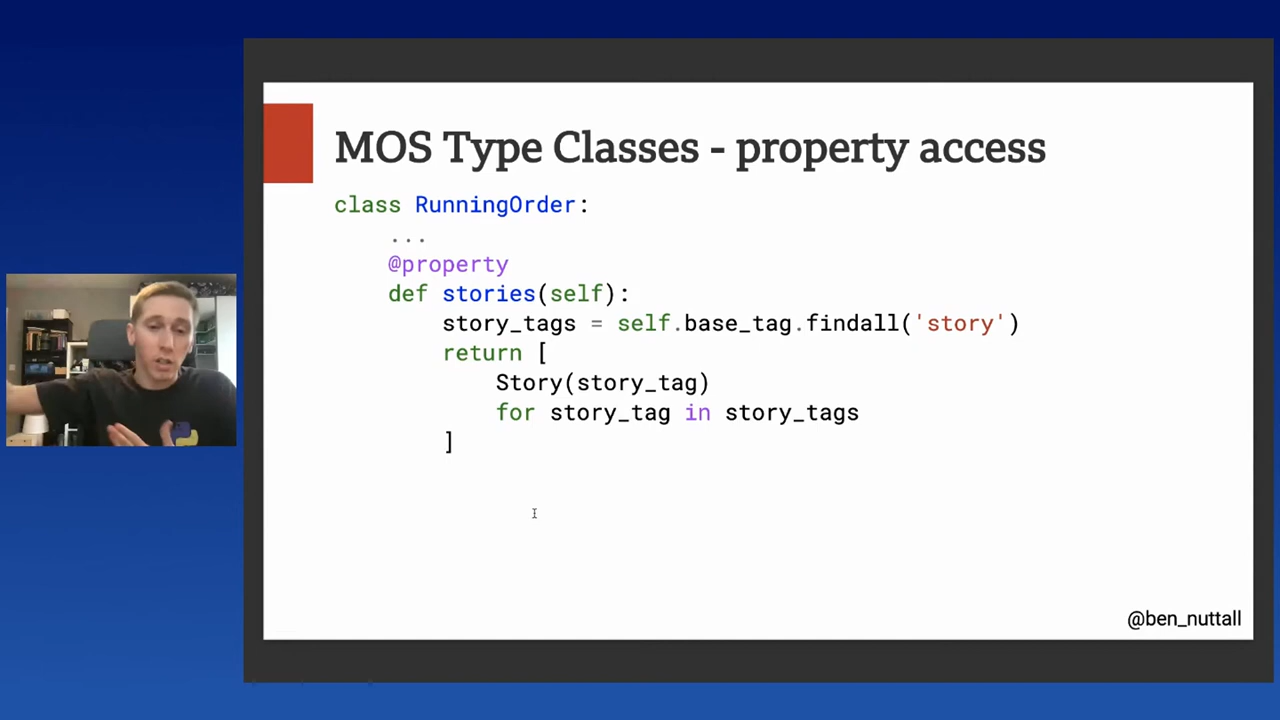 MOS Type Classes - property access
class RunningOrder:
    ...
    @property
    def stories(self):
        story_tags = self.base_tag.findall('story')
        return [
            Story(story_tag)
            for story_tag in story_tags
        ]
@ben_nuttall